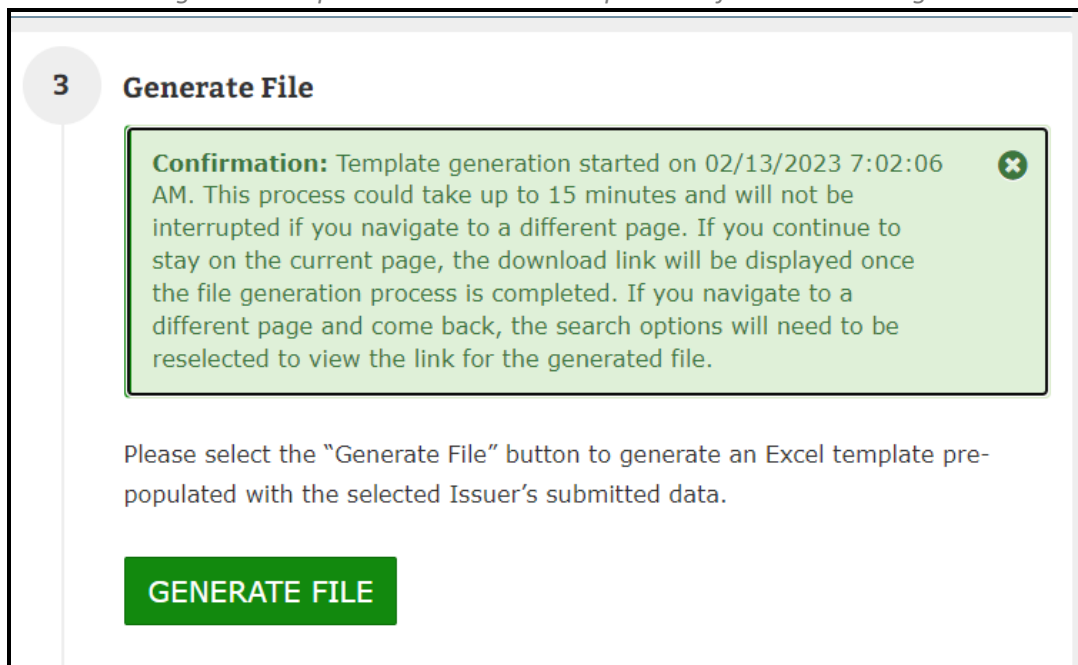 3
Generate File
Confirmation: Template generation started on 02/13/2023 7:02:06
AM. This process could take up to 15 minutes and will not be
interrupted if you navigate to a different page. If you continue to
stay on the current page, the download link will be displayed once
the file generation process is completed. If you navigate to a
different page and come back, the search options will need to be
reselected to view the link for the generated file.
Please select the “Generate File” button to generate an Excel template pre-
populated with the selected Issuer’s submitted data.
GENERATE FILE